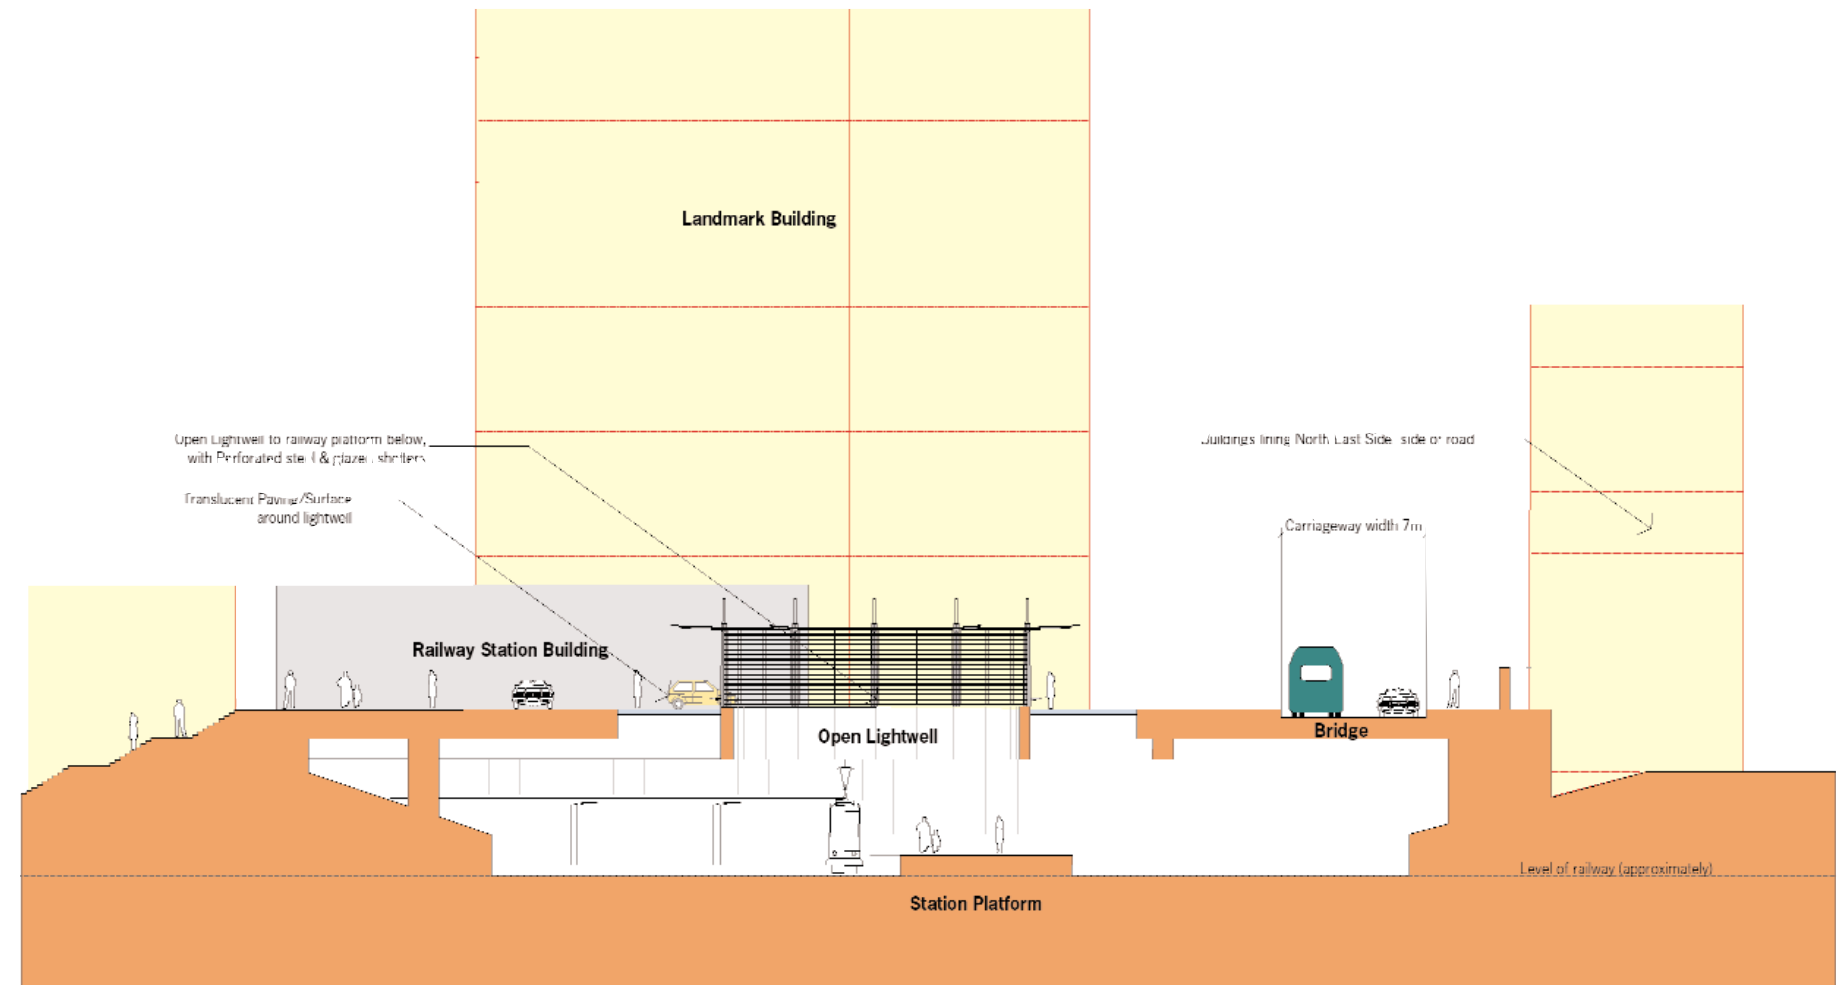 Landmark Building
Open Lightwell to railway platform below,
with Perforated steel & glazed shelters
Buildings lining North East Side side of road
Translucent Paving/Surface
around lightwell
Carriageway width 7m
Railway Station Building
Open Lightwell
Bridge
Level of railway (approximately)
Station Platform